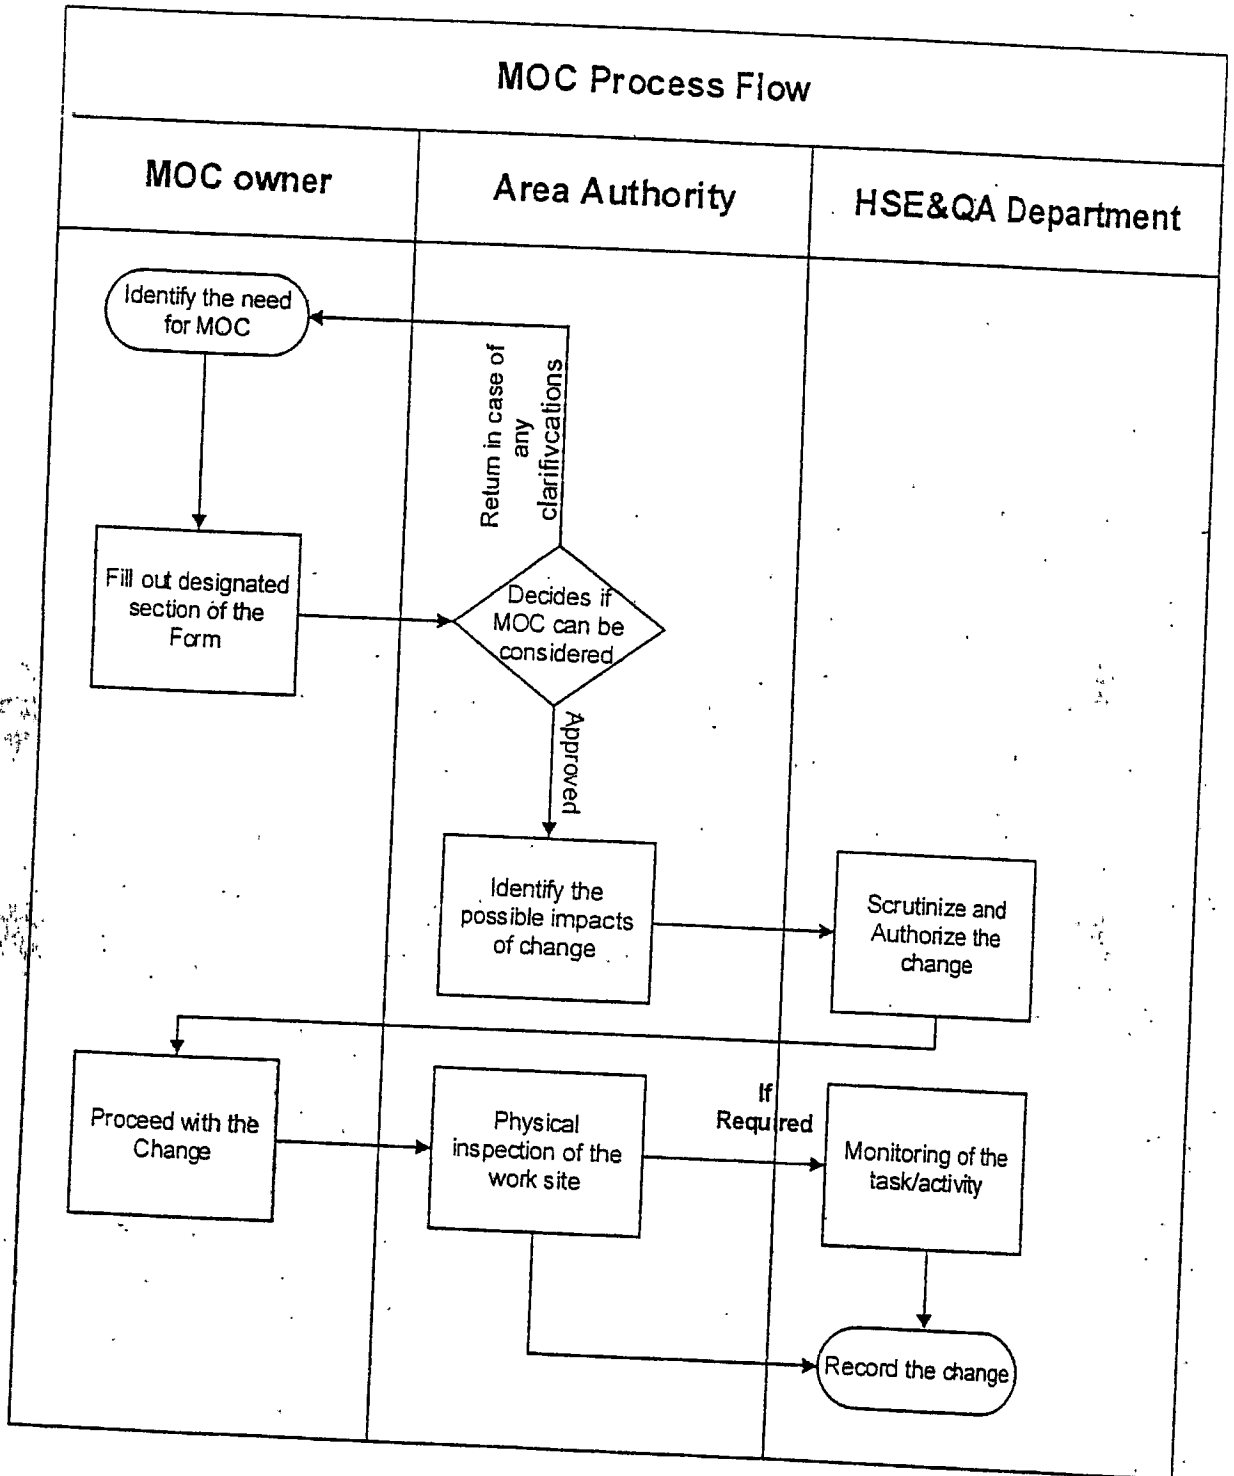 MOC Process Flow
MOC owner
Area Authority
HSE&QA Department
Identify the need
for MOC
Return in case of
any
clarifivcations
Fill out designated
section of the
Form
Decides if
MOC can be
considered
Approved
Identify the
possible impacts
of change
Scrutinize and
Authorize the
change
Proceed with the
Change
Physical
inspection of the
work site
If
Required
Monitoring of the
task/activity
Record the change